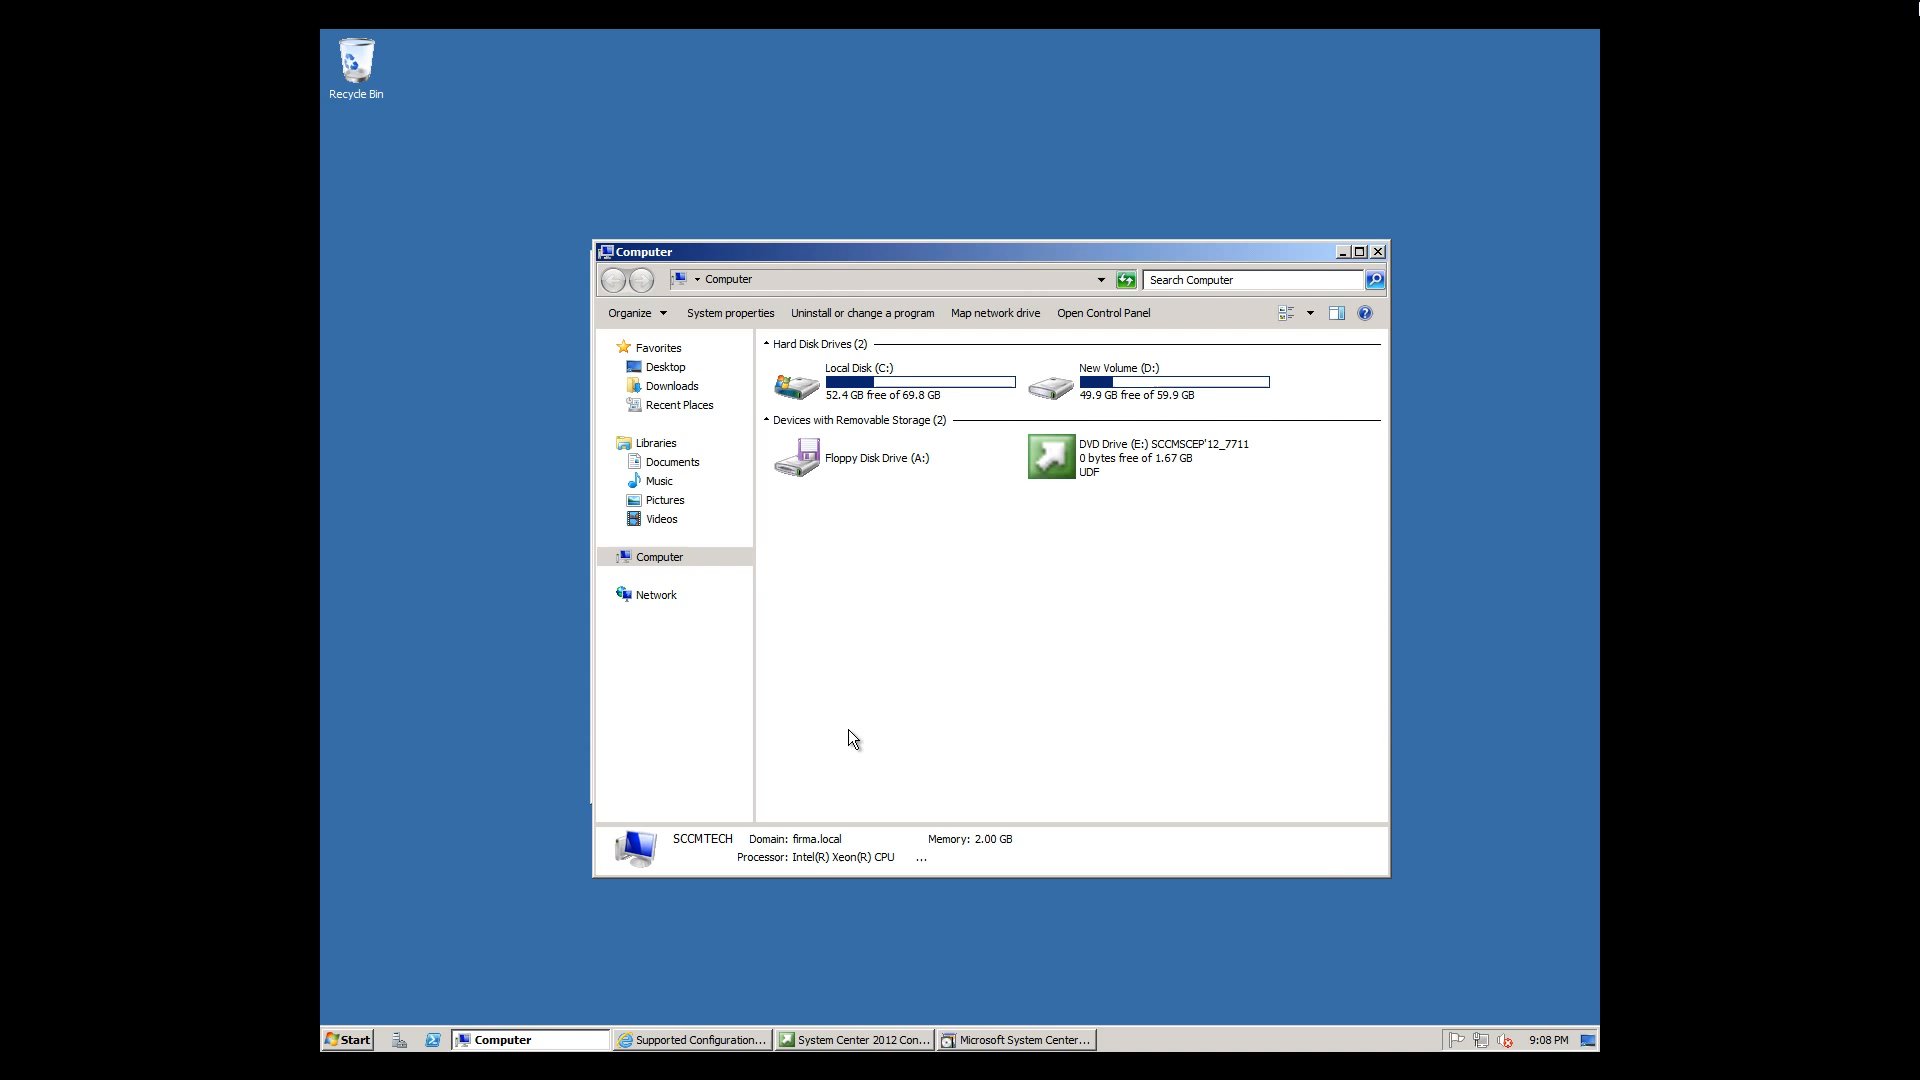 Recycle Bin
Computer
Computer
Search Computer
Organize System properties Uninstall or change a program Map network drive Open Control Panel
Favorites
Desktop
Downloads
Recent Places
Libraries
Documents
Music
Pictures
Videos
Computer
Network
Hard Disk Drives (2)
Local Disk (C:)
52.4 GB free of 69.8 GB
New Volume (D:)
49.9 GB free of 59.9 GB
Devices with Removable Storage (2)
Floppy Disk Drive (A:)
DVD Drive (E:) SCCMSCEP'12_7711
0 bytes free of 1.67 GB
UDF
SCCMTECH Domain: firma.local Memory: 2.00 GB
Processor: Intel(R) Xeon(R) CPU ...
Start Computer Supported Configuration... System Center 2012 Con... Microsoft System Center... 9:08 PM